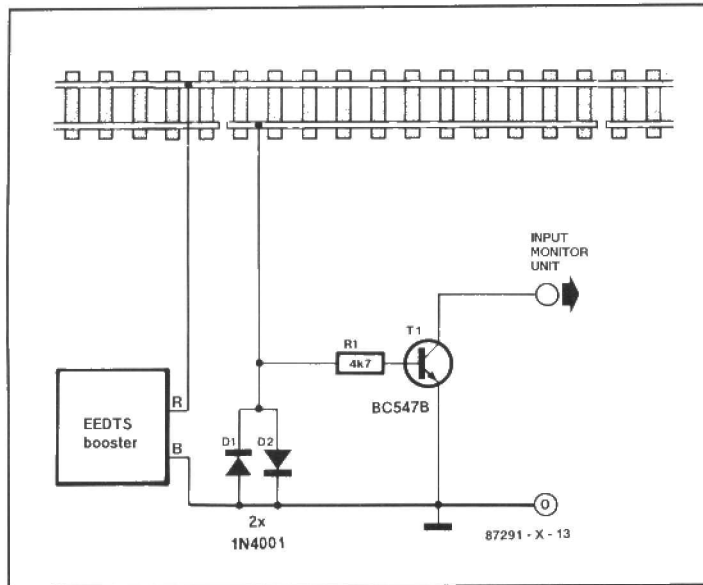 INPUT
MONITOR
UNIT
R1
4k7
T1
BC547B
EEDTS
booster
R
B
D1
D2
2x
1N4001
0
87291 - X - 13